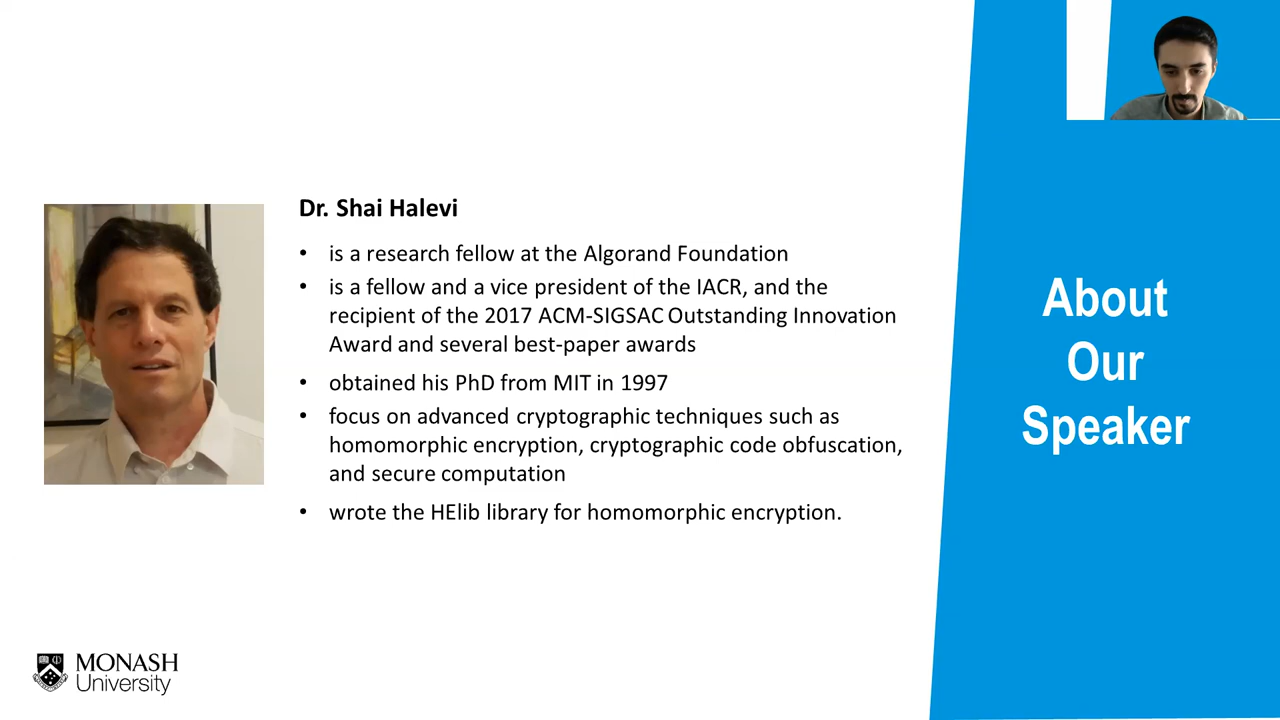 Dr. Shai Halevi
• is a research fellow at the Algorand Foundation
• is a fellow and a vice president of the IACR, and the
recipient of the 2017 ACM-SIGSAC Outstanding Innovation
Award and several best-paper awards
• obtained his PhD from MIT in 1997
• focus on advanced cryptographic techniques such as
homomorphic encryption, cryptographic code obfuscation,
and secure computation
• wrote the HElib library for homomorphic encryption.
About
Our
Speaker
MONASH
University